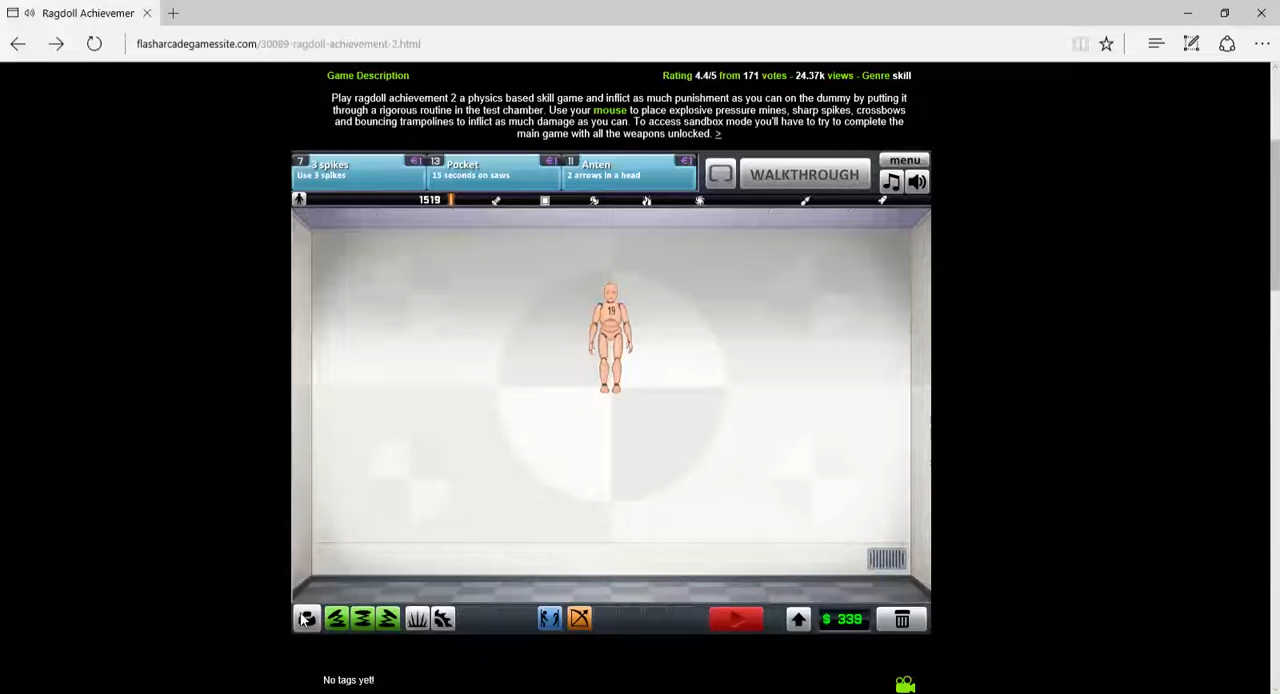 Ragdoll Achievemer
flasharcadegamessite.com/30089-ragdoll-achievement-2.html
Game Description
Rating 4.4/5 from 171 votes - 24.37k views - Genre skill
Play ragdoll achievement 2 a physics based skill game and inflict as much punishment as you can on the dummy by putting it
through a rigorous routine in the test chamber. Use your mouse to place explosive pressure mines, sharp spikes, crossbows
and bouncing trampolines to inflict as much damage as you can. To access sandbox mode you'll have to try to complete the
main game with all the weapons unlocked. >
7 3 spikes €1
Use 3 spikes
13 Pocket €1
15 seconds on saws
11 Anten €1
2 arrows in a head
WALKTHROUGH
menu
1519
19
$ 339
No tags yet!